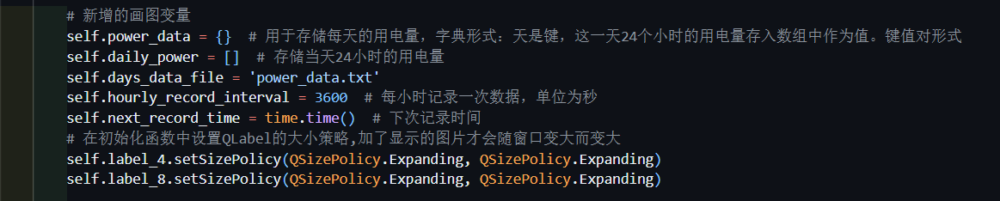 # 新增的画图变量
self.power_data = {}  # 用于存储每天的用电量，字典形式：天是键，这一天24个小时的用电量存入数组中作为值。键值对形式
self.daily_power = []  # 存储当天24小时的用电量
self.days_data_file = 'power_data.txt'
self.hourly_record_interval = 3600  # 每小时记录一次数据，单位为秒
self.next_record_time = time.time()  # 下次记录时间
# 在初始化函数中设置QLabel的大小策略,加了显示的图片才会随窗口变大而变大
self.label_4.setSizePolicy(QSizePolicy.Expanding, QSizePolicy.Expanding)
self.label_8.setSizePolicy(QSizePolicy.Expanding, QSizePolicy.Expanding)